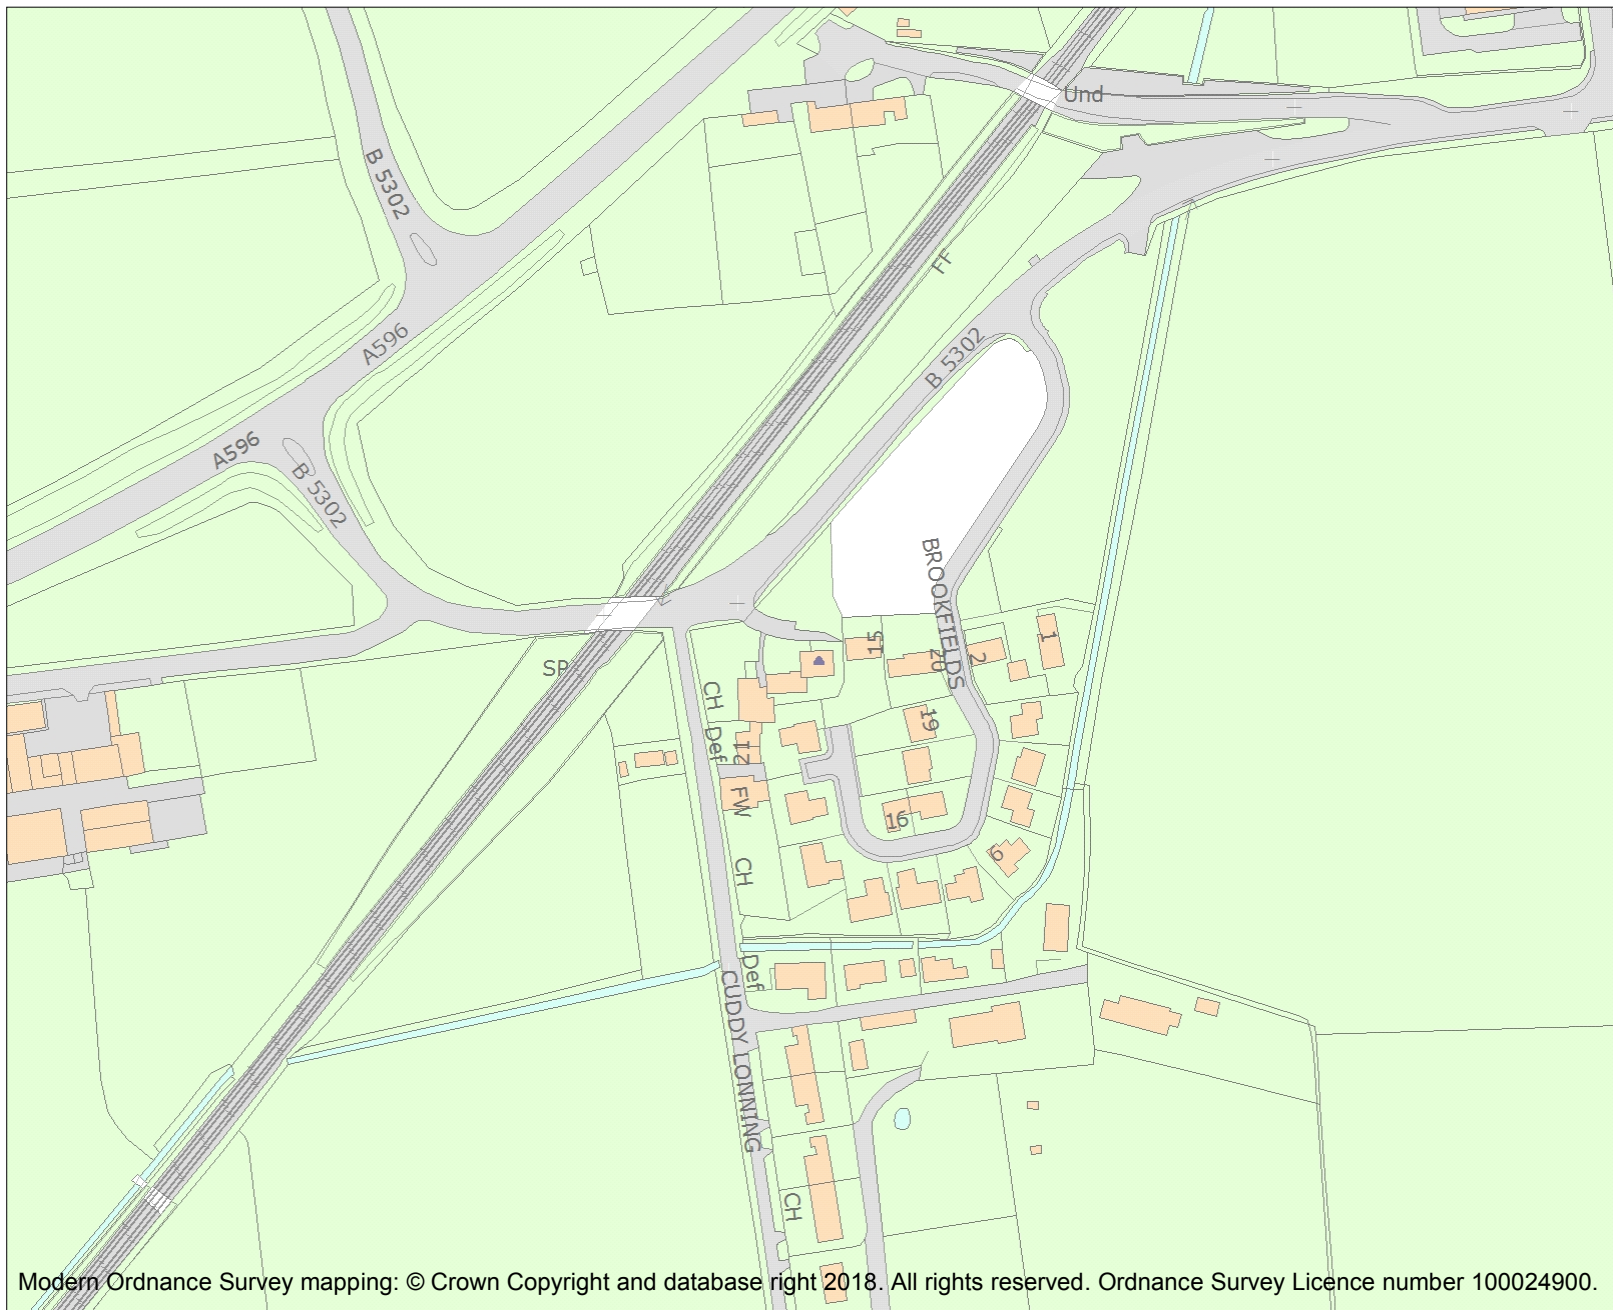 Und
B 5302
FF
A596
B 5302
A596
B 5302
BROOKFIELDS
15
1
2
20
SP
CH
19
Def
12
FW
16
6
CH
Def
CUDDY LONNING
CH
Modern Ordnance Survey mapping: © Crown Copyright and database right 2018. All rights reserved. Ordnance Survey Licence number 100024900.